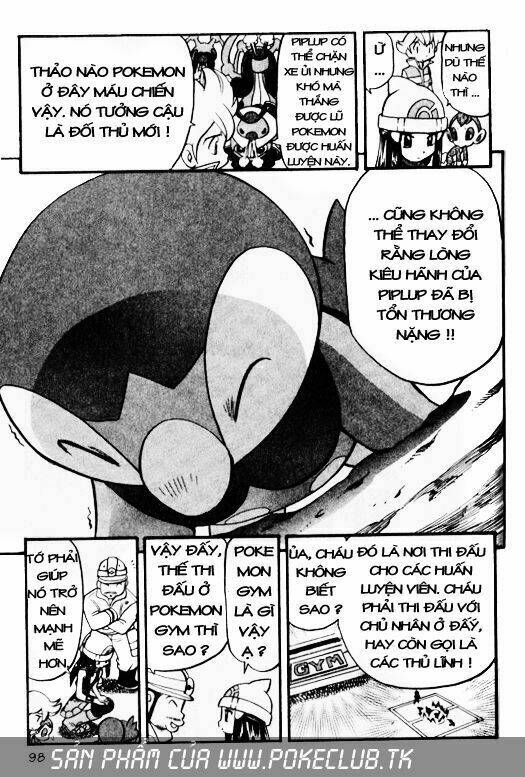 THẢO NÀO POKEMON
Ở ĐÂY MÁU CHIẾN
VẬY. NÓ TƯỞNG CẬU
LÀ ĐỐI THỦ MỚI !
PIPLUP CÓ
THỂ CHẶN
XE ỦI NHƯNG
KHÓ MÀ
THẮNG
ĐƯỢC LŨ
POKEMON
ĐƯỢC HUẤN
LUYỆN NÀY.
Ừ
...
NHƯNG
DÙ THẾ
NÀO
THÌ ...
... CŨNG KHÔNG
THỂ THAY ĐỔI
RẰNG LÒNG
KIÊU HÃNH CỦA
PIPLUP ĐÃ BỊ
TỔN THƯƠNG
NẶNG !!
TỚ PHẢI
GIÚP
NÓ TRỞ
NÊN
MẠNH
MẼ
HƠN.
VẬY ĐẤY,
THẾ THI
ĐẤU Ở
POKEMON
GYM THÌ
SAO ?
POKE
MON
GYM
LÀ GÌ
VẬY
Ạ ?
ỦA, CHÁU
KHÔNG
BIẾT
SAO ?
ĐÓ LÀ NƠI THI ĐẤU
CHO CÁC HUẤN
LUYỆN VIÊN. CHÁU
PHẢI THI ĐẤU VỚI
CHỦ NHÂN Ở ĐẤY,
HAY CÒN GỌI LÀ
CÁC THỦ LĨNH !
GYM
98
SẢN PHẨM CỦA WWW.POKECLUB.TK